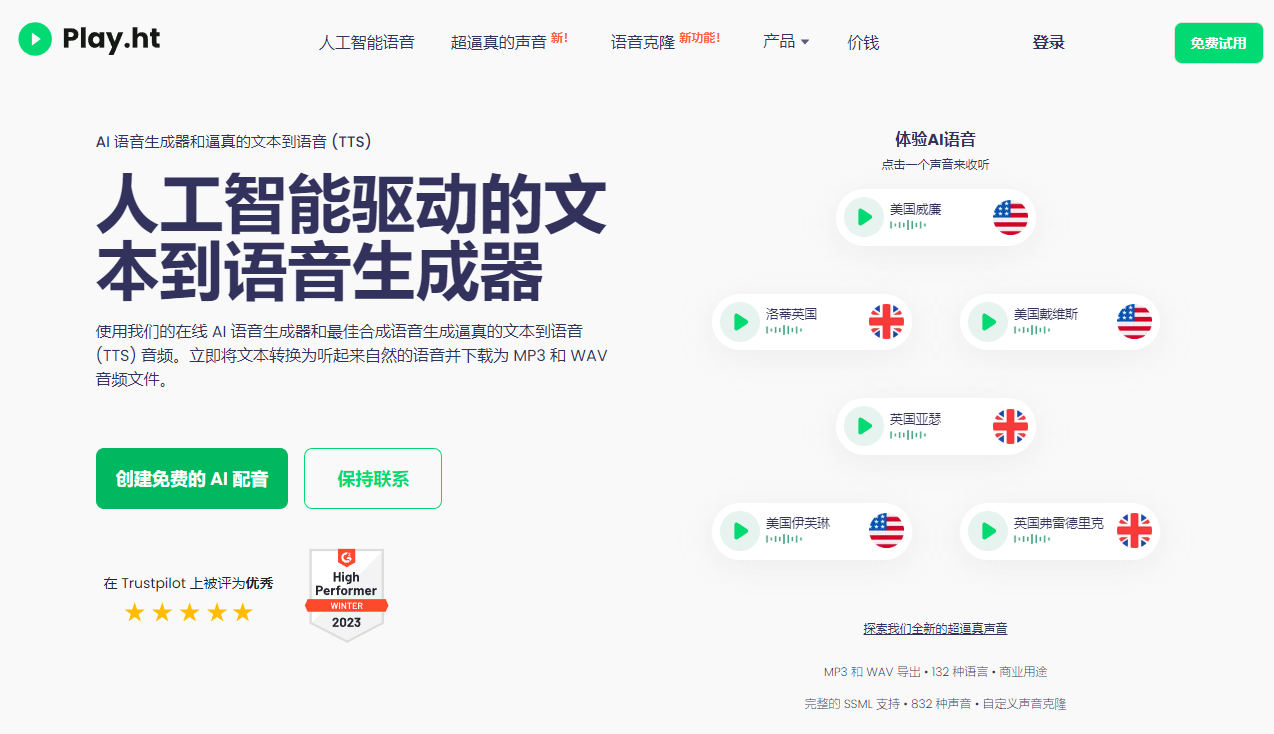 Play.ht
人工智能语音
超逼真的声音 新!
语音克隆 新功能!
产品
价钱
登录
免费试用
AI 语音生成器和逼真的文本到语音 (TTS)
人工智能驱动的文
本到语音生成器
使用我们的在线 AI 语音生成器和最佳合成语音生成逼真的文本到语音
(TTS) 音频。立即将文本转换为听起来自然的语音并下载为 MP3 和 WAV
音频文件。
创建免费的 AI 配音
保持联系
在 Trustpilot 上被评为优秀
G
High
Performer
WINTER
2023
体验AI语音
点击一个声音来收听
美国威廉
洛蒂英国
美国戴维斯
英国亚瑟
美国伊芙琳
英国弗雷德里克
探索我们全新的超逼真声音
MP3 和 WAV 导出 • 132 种语言 • 商业用途
完整的 SSML 支持 • 832 种声音 • 自定义声音克隆